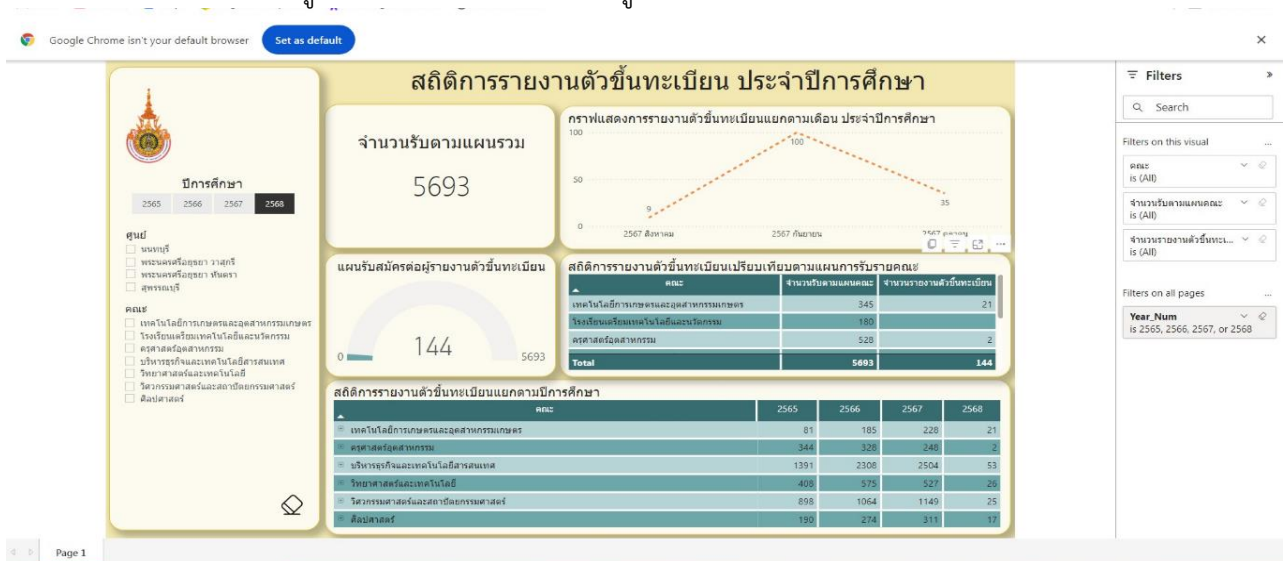 Google Chrome isn't your default browser
Set as default
สถิติการรายงานตัวขึ้นทะเบียน ประจำปีการศึกษา
ปีการศึกษา
2565 2566 2567 2568
ศูนย์
นนทบุรี
พระนครศรีอยุธยา วาสุกรี
พระนครศรีอยุธยา หันตรา
สุพรรณบุรี
คณะ
เทคโนโลยีการเกษตรและอุตสาหกรรมเกษตร
โรงเรียนเตรียมเทคโนโลยีและนวัตกรรม
ครุศาสตร์อุตสาหกรรม
บริหารธุรกิจและเทคโนโลยีสารสนเทศ
วิทยาศาสตร์และเทคโนโลยี
วิศวกรรมศาสตร์และสถาปัตยกรรมศาสตร์
ศิลปศาสตร์
จำนวนรับตามแผนรวม
5693
กราฟแสดงการรายงานตัวขึ้นทะเบียนแยกตามเดือน ประจำปีการศึกษา
100
50
0
9
100
35
2567 สิงหาคม 2567 กันยายน 2567 ตุลาคม
แผนรับสมัครต่อผู้รายงานตัวขึ้นทะเบียน
144
0 5693
สถิติการรายงานตัวขึ้นทะเบียนเปรียบเทียบตามแผนการรับรายคณะ
คณะ จำนวนรับตามแผนคณะ จำนวนรายงานตัวขึ้นทะเบียน
เทคโนโลยีการเกษตรและอุตสาหกรรมเกษตร 345 21
โรงเรียนเตรียมเทคโนโลยีและนวัตกรรม 180
ครุศาสตร์อุตสาหกรรม 528 2
Total 5693 144
สถิติการรายงานตัวขึ้นทะเบียนแยกตามปีการศึกษา
คณะ 2565 2566 2567 2568
เทคโนโลยีการเกษตรและอุตสาหกรรมเกษตร 81 185 228 21
ครุศาสตร์อุตสาหกรรม 344 328 248 2
บริหารธุรกิจและเทคโนโลยีสารสนเทศ 1391 2308 2504 53
วิทยาศาสตร์และเทคโนโลยี 408 575 527 26
วิศวกรรมศาสตร์และสถาปัตยกรรมศาสตร์ 898 1064 1149 25
ศิลปศาสตร์ 190 274 311 17
Filters
Search
Filters on this visual ...
คณะ
is (All)
จำนวนรับตามแผนคณะ
is (All)
จำนวนรายงานตัวขึ้นทะเ...
is (All)
Filters on all pages ...
Year_Num
is 2565, 2566, 2567, or 2568
Page 1